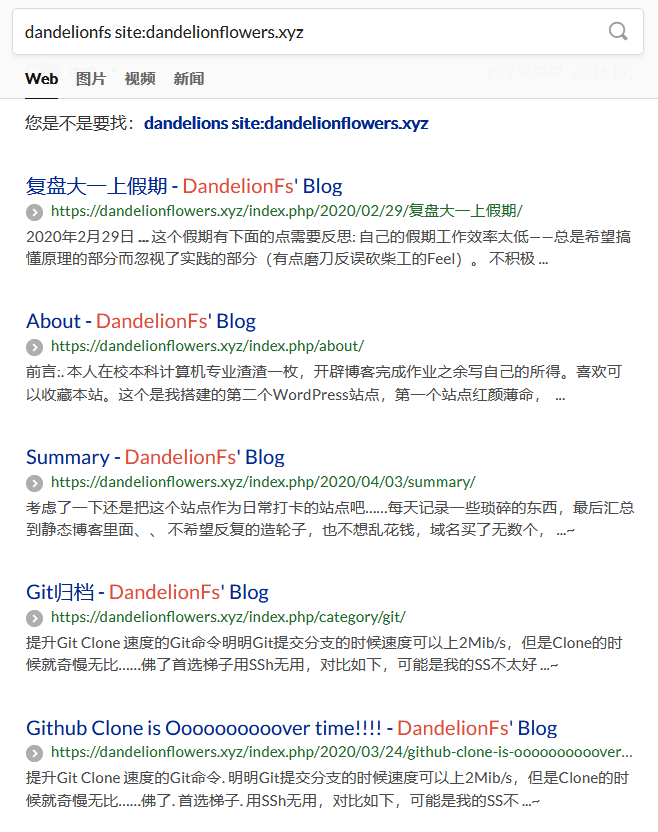 dandelionfs site:dandelionflowers.xyz
Web 图片 视频 新闻
您是不是要找： dandelions site:dandelionflowers.xyz
复盘大一上假期 - DandelionFs' Blog
https://dandelionflowers.xyz/index.php/2020/02/29/复盘大一上假期/
2020年2月29日 ... 这个假期有下面的点需要反思: 自己的假期工作效率太低——总是希望搞
懂原理的部分而忽视了实践的部分（有点磨刀反误砍柴工的Feel）。 不积极 ...
About - DandelionFs' Blog
https://dandelionflowers.xyz/index.php/about/
前言:. 本人在校本科计算机专业渣渣一枚，开辟博客完成作业之余写自己的所得。喜欢可
以收藏本站。这个是我搭建的第二个WordPress站点，第一个站点红颜薄命， ...
Summary - DandelionFs' Blog
https://dandelionflowers.xyz/index.php/2020/04/03/summary/
考虑了一下还是把这个站点作为日常打卡的站点吧……每天记录一些琐碎的东西，最后汇总
到静态博客里面、、 不希望反复的造轮子，也不想乱花钱，域名买了无数个， ...~
Git归档 - DandelionFs' Blog
https://dandelionflowers.xyz/index.php/category/git/
提升Git Clone 速度的Git命令明明Git提交分支的时候速度可以上2Mib/s，但是Clone的时
候就奇慢无比……佛了首选梯子用SSh无用，对比如下，可能是我的SS不太好 ...~
Github Clone is Ooooooooooover time!!!! - DandelionFs' Blog
https://dandelionflowers.xyz/index.php/2020/03/24/github-clone-is-ooooooooooover...
提升Git Clone 速度的Git命令. 明明Git提交分支的时候速度可以上2Mib/s，但是Clone的时
候就奇慢无比……佛了. 首选梯子. 用SSh无用，对比如下，可能是我的SS不 ...~